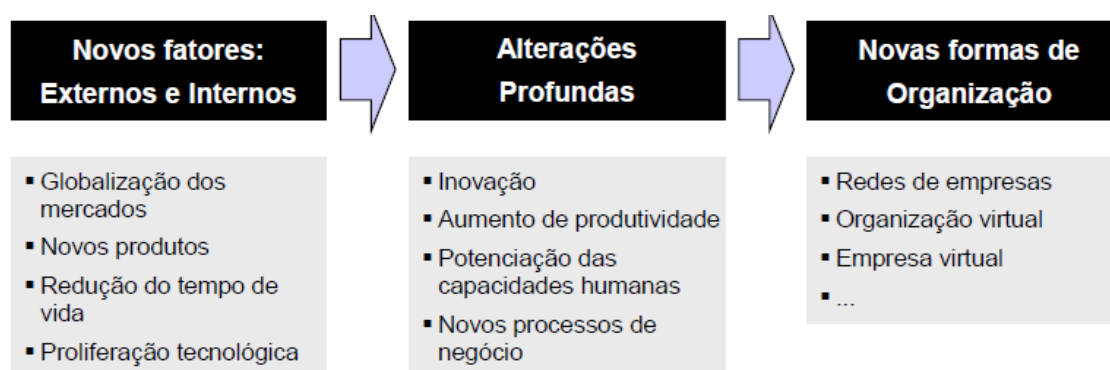 Novos fatores:
Externos e Internos
▪ Globalização dos
mercados
▪ Novos produtos
▪ Redução do tempo de
vida
▪ Proliferação tecnológica
Alterações
Profundas
▪ Inovação
▪ Aumento de produtividade
▪ Potenciação das
capacidades humanas
▪ Novos processos de
negócio
Novas formas de
Organização
▪ Redes de empresas
▪ Organização virtual
▪ Empresa virtual
▪ ...